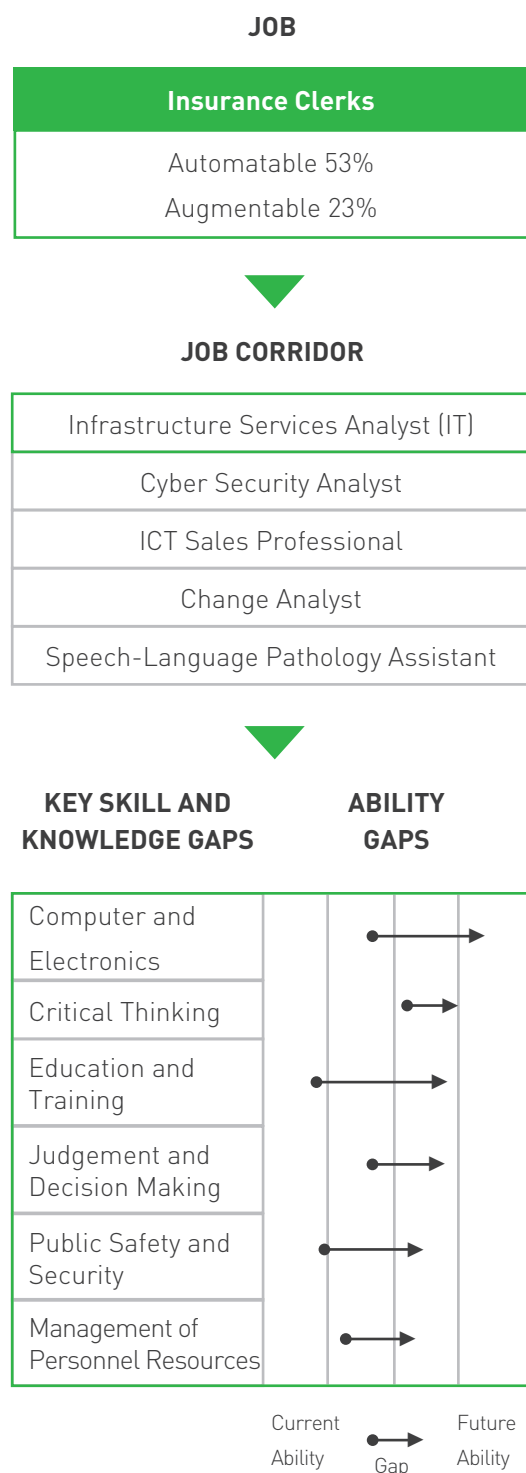 JOB
Insurance Clerks
Automatable 53%
Augmentable 23%
JOB CORRIDOR
Infrastructure Services Analyst (IT)
Cyber Security Analyst
ICT Sales Professional
Change Analyst
Speech-Language Pathology Assistant
KEY SKILL AND
KNOWLEDGE GAPS
ABILITY
GAPS
Computer and
Electronics
Critical Thinking
Education and
Training
Judgement and
Decision Making
Public Safety and
Security
Management of
Personnel Resources
Current
Ability
Gap
Future
Ability